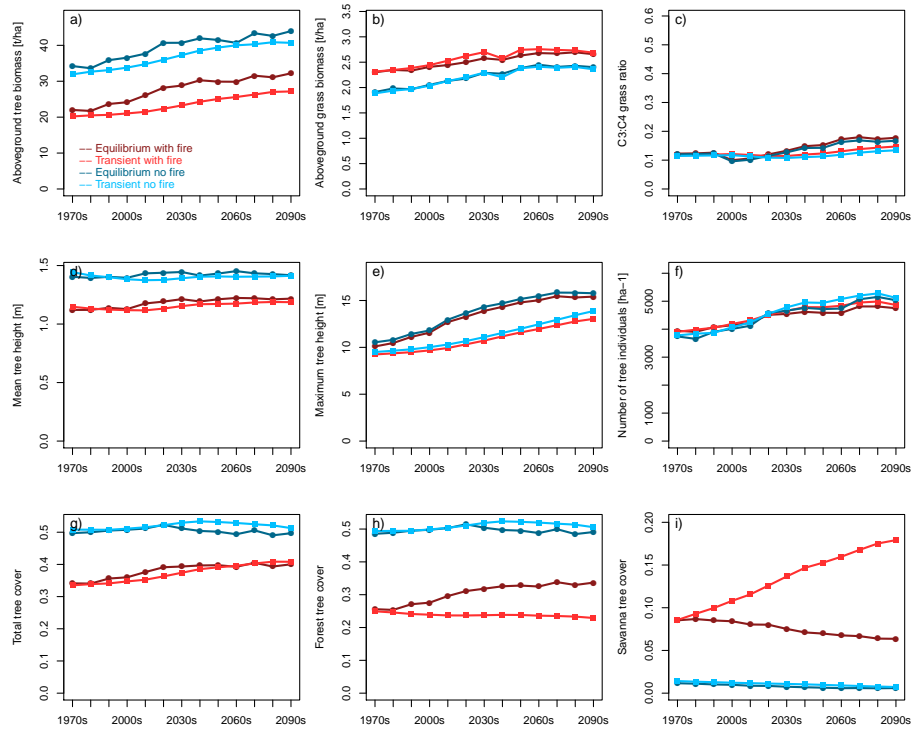 a)
Aboveground tree biomass [t/ha]
0 10 20 30 40
Equilibrium with fire
Transient with fire
Equilibrium no fire
Transient no fire
1970s 2000s 2030s 2060s 2090s
b)
Aboveground grass biomass [t/ha]
0.0 0.5 1.0 1.5 2.0 2.5 3.0 3.5
1970s 2000s 2030s 2060s 2090s
c)
C3:C4 grass ratio
0.0 0.1 0.2 0.3 0.4 0.5 0.6
1970s 2000s 2030s 2060s 2090s
d)
Mean tree height [m]
0.0 0.5 1.0 1.5
1970s 2000s 2030s 2060s 2090s
e)
Maximum tree height [m]
0 5 10 15
1970s 2000s 2030s 2060s 2090s
f)
Number of tree individuals [ha−1]
0 1000 3000 5000
1970s 2000s 2030s 2060s 2090s
g)
Total tree cover
0.0 0.1 0.2 0.3 0.4 0.5
1970s 2000s 2030s 2060s 2090s
h)
Forest tree cover
0.0 0.1 0.2 0.3 0.4 0.5
1970s 2000s 2030s 2060s 2090s
i)
Savanna tree cover
0.00 0.05 0.10 0.15 0.20
1970s 2000s 2030s 2060s 2090s